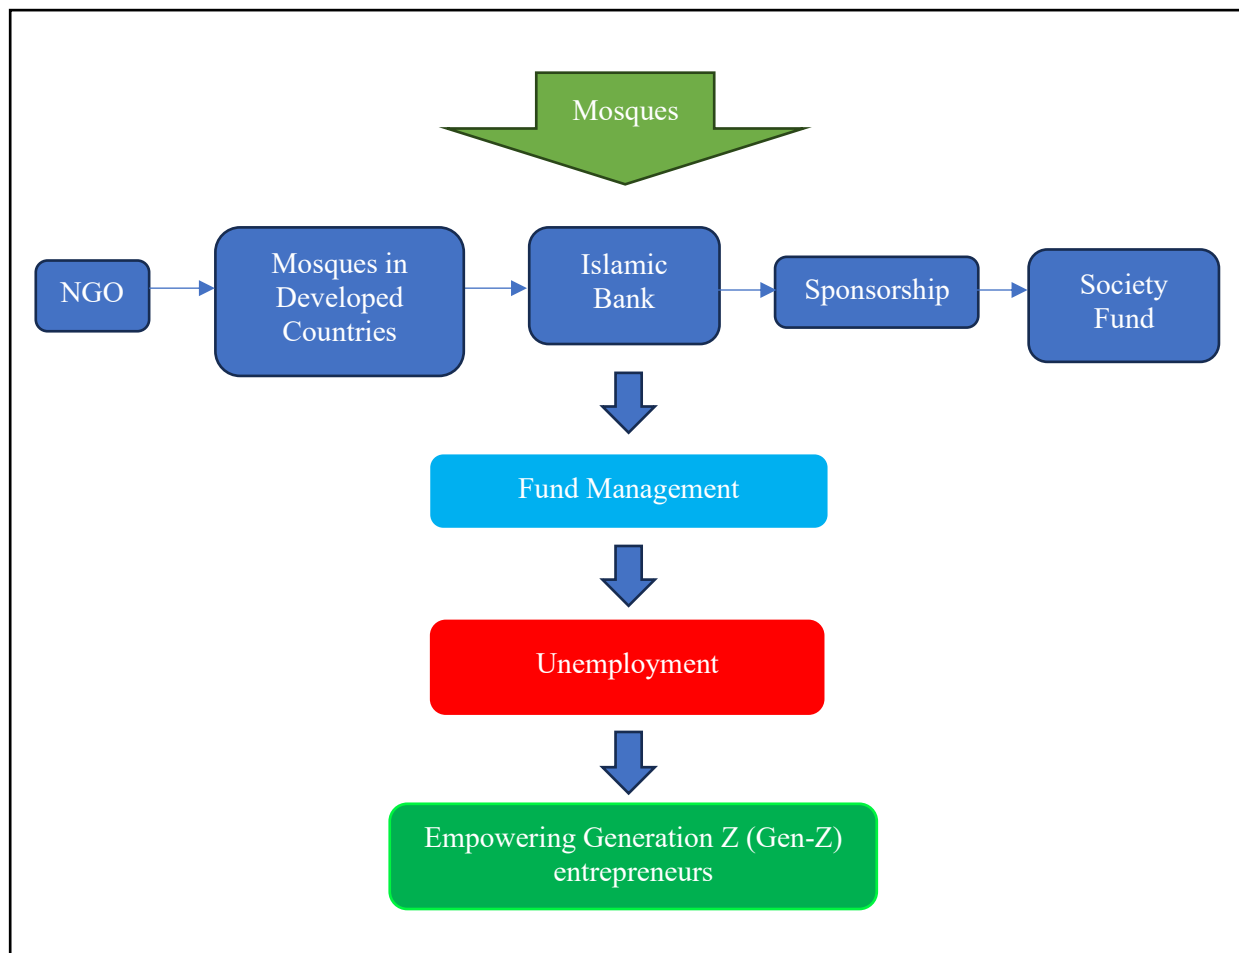 Mosques
NGO
Mosques in
Developed
Countries
Islamic
Bank
Sponsorship
Society
Fund
Fund Management
Unemployment
Empowering Generation Z (Gen-Z)
entrepreneurs